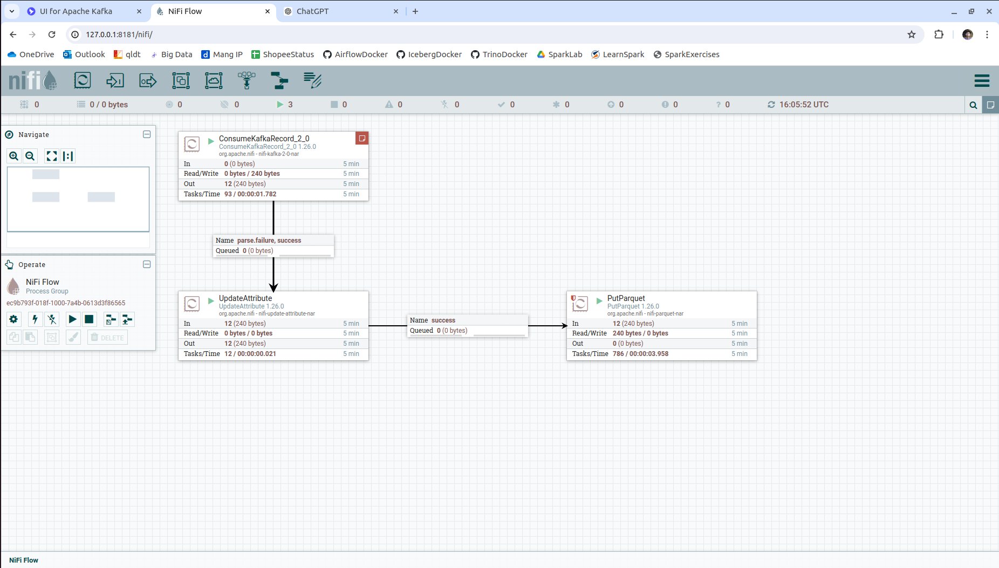 UI for Apache Kafka
NiFi Flow
ChatGPT
127.0.0.1:8181/nifi/
OneDrive
Outlook
qldt
Big Data
Mang IP
ShopeeStatus
AirflowDocker
IcebergDocker
TrinoDocker
SparkLab
LearnSpark
SparkExercises
nifi
0
0 / 0 bytes
0
0
3
0
0
0
0
0
0
0
? 0
16:05:52 UTC
Navigate
Operate
NiFi Flow
Process Group
ec9b793f-018f-1000-7a4b-0613d3f86565
DELETE
ConsumeKafkaRecord_2_0
ConsumeKafkaRecord_2_0 1.26.0
org.apache.nifi - nifi-kafka-2-0-nar
In 0 (0 bytes) 5 min
Read/Write 0 bytes / 240 bytes 5 min
Out 12 (240 bytes) 5 min
Tasks/Time 93 / 00:00:01.782 5 min
Name parse.failure, success
Queued 0 (0 bytes)
UpdateAttribute
UpdateAttribute 1.26.0
org.apache.nifi - nifi-update-attribute-nar
In 12 (240 bytes) 5 min
Read/Write 0 bytes / 0 bytes 5 min
Out 12 (240 bytes) 5 min
Tasks/Time 12 / 00:00:00.021 5 min
Name success
Queued 0 (0 bytes)
PutParquet
PutParquet 1.26.0
org.apache.nifi - nifi-parquet-nar
In 12 (240 bytes) 5 min
Read/Write 240 bytes / 0 bytes 5 min
Out 0 (0 bytes) 5 min
Tasks/Time 786 / 00:00:03.958 5 min
NiFi Flow